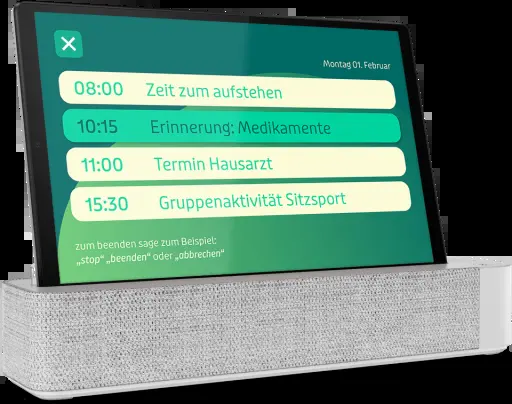 Montag 01. Februar
08:00 Zeit zum aufstehen
10:15 Erinnerung: Medikamente
11:00 Termin Hausarzt
15:30 Gruppenaktivität Sitzsport
zum beenden sage zum Beispiel:
„stop“ „beenden“ oder „abbrechen“